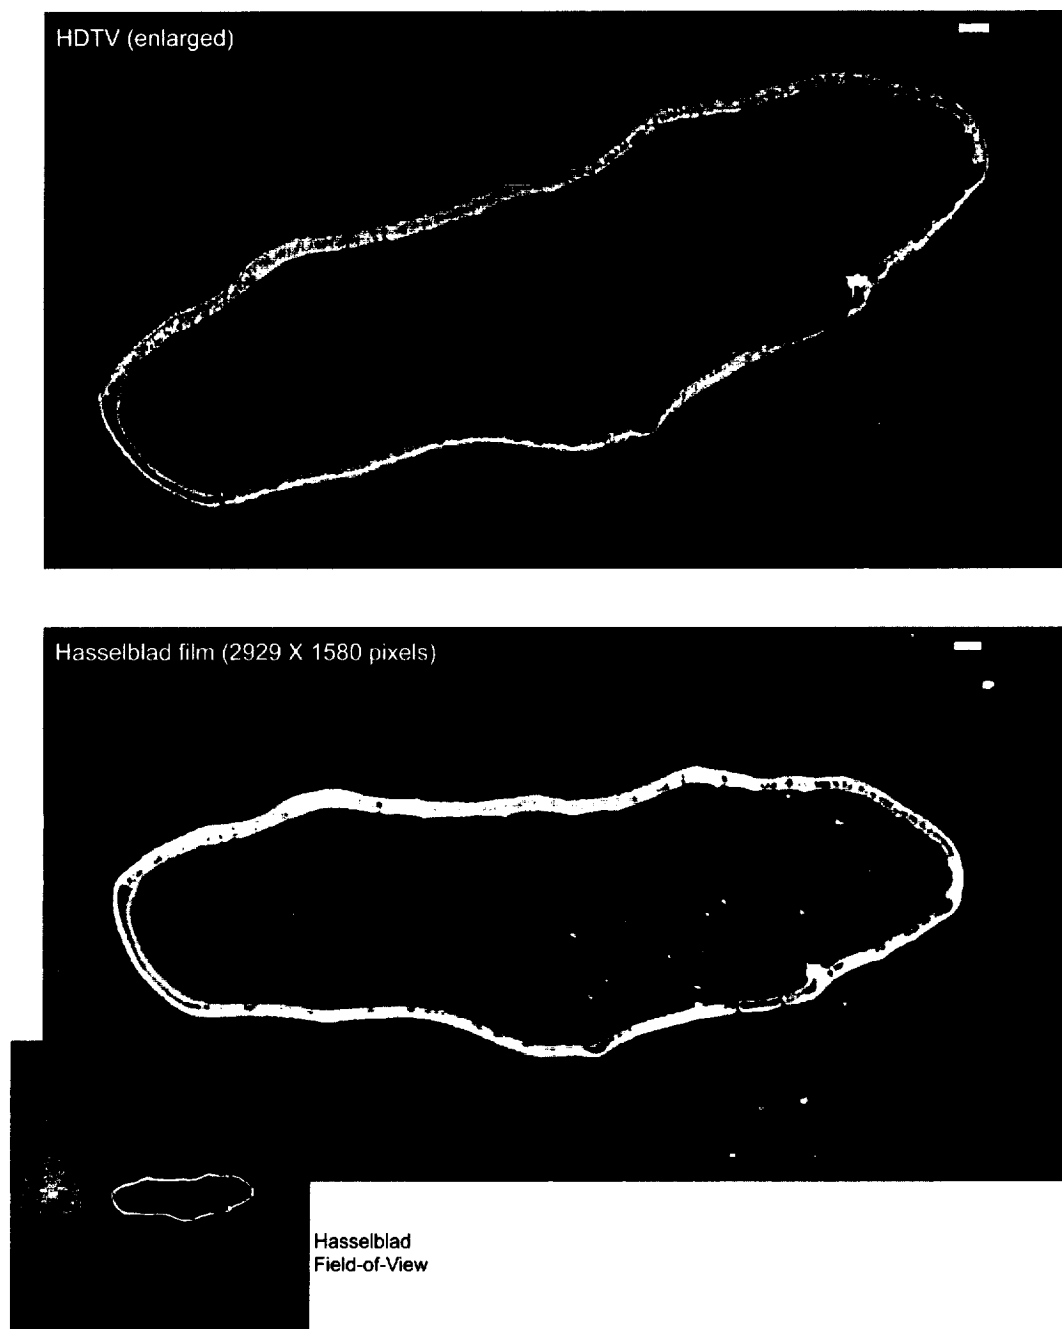 HDTV (enlarged)
Hasselblad film (2929 X 1580 pixels)
Hasselblad
Field-of-View